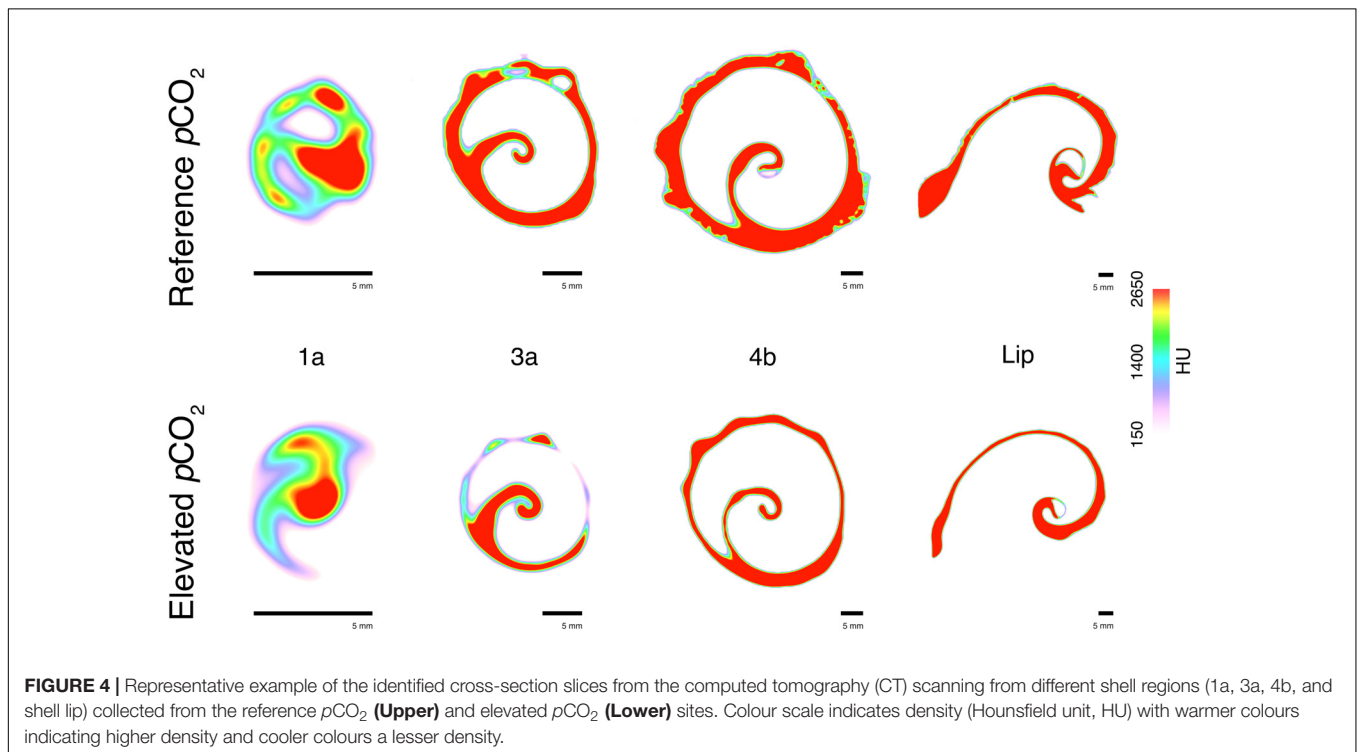 Reference pCO₂
5 mm
5 mm
5 mm
5 mm
1a
3a
4b
Lip
2650
1400
150
HU
Elevated pCO₂
5 mm
5 mm
5 mm
5 mm
FIGURE 4 | Representative example of the identified cross-section slices from the computed tomography (CT) scanning from different shell regions (1a, 3a, 4b, and
shell lip) collected from the reference pCO₂ (Upper) and elevated pCO₂ (Lower) sites. Colour scale indicates density (Hounsfield unit, HU) with warmer colours
indicating higher density and cooler colours a lesser density.